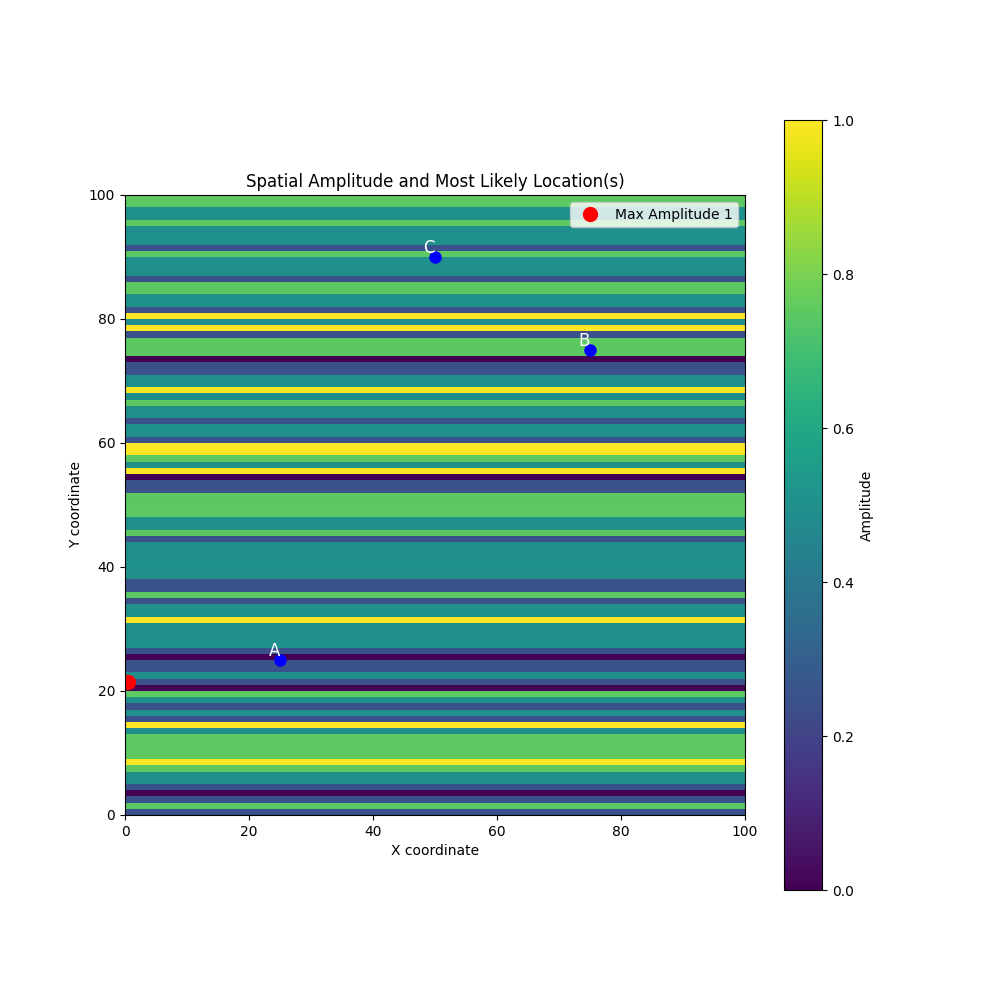 Spatial Amplitude and Most Likely Location(s)
Max Amplitude 1
C
B
A
100
80
60
40
20
0
Y coordinate
0 20 40 60 80 100
X coordinate
1.0
0.8
0.6
0.4
0.2
0.0
Amplitude